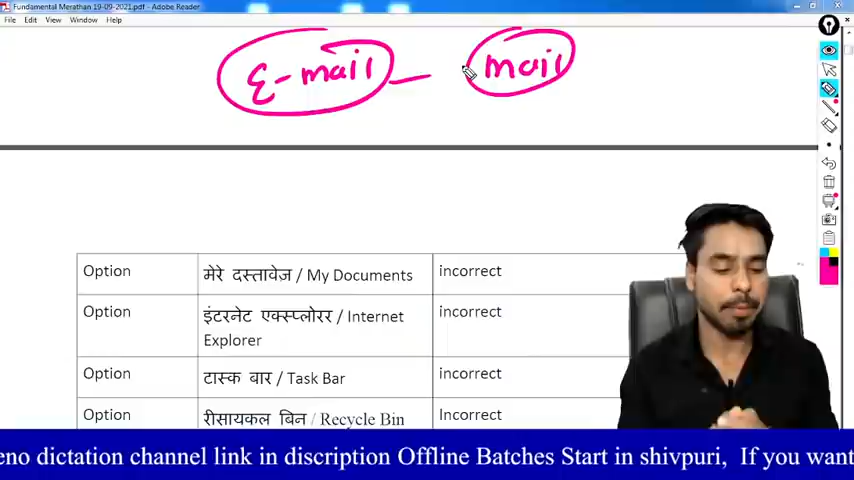 Fundamental Merathan 19-09-2021.pdf - Adobe Reader
File Edit View Window Help
E-mail - mail
Option मेरे दस्तावेज / My Documents incorrect
Option इंटरनेट एक्स्प्लोरर / Internet Explorer incorrect
Option टास्क बार / Task Bar incorrect
Option रीसायकल बिन / Recycle Bin Incorrect
eno dictation channel link in discription Offline Batches Start in shivpuri, If you want